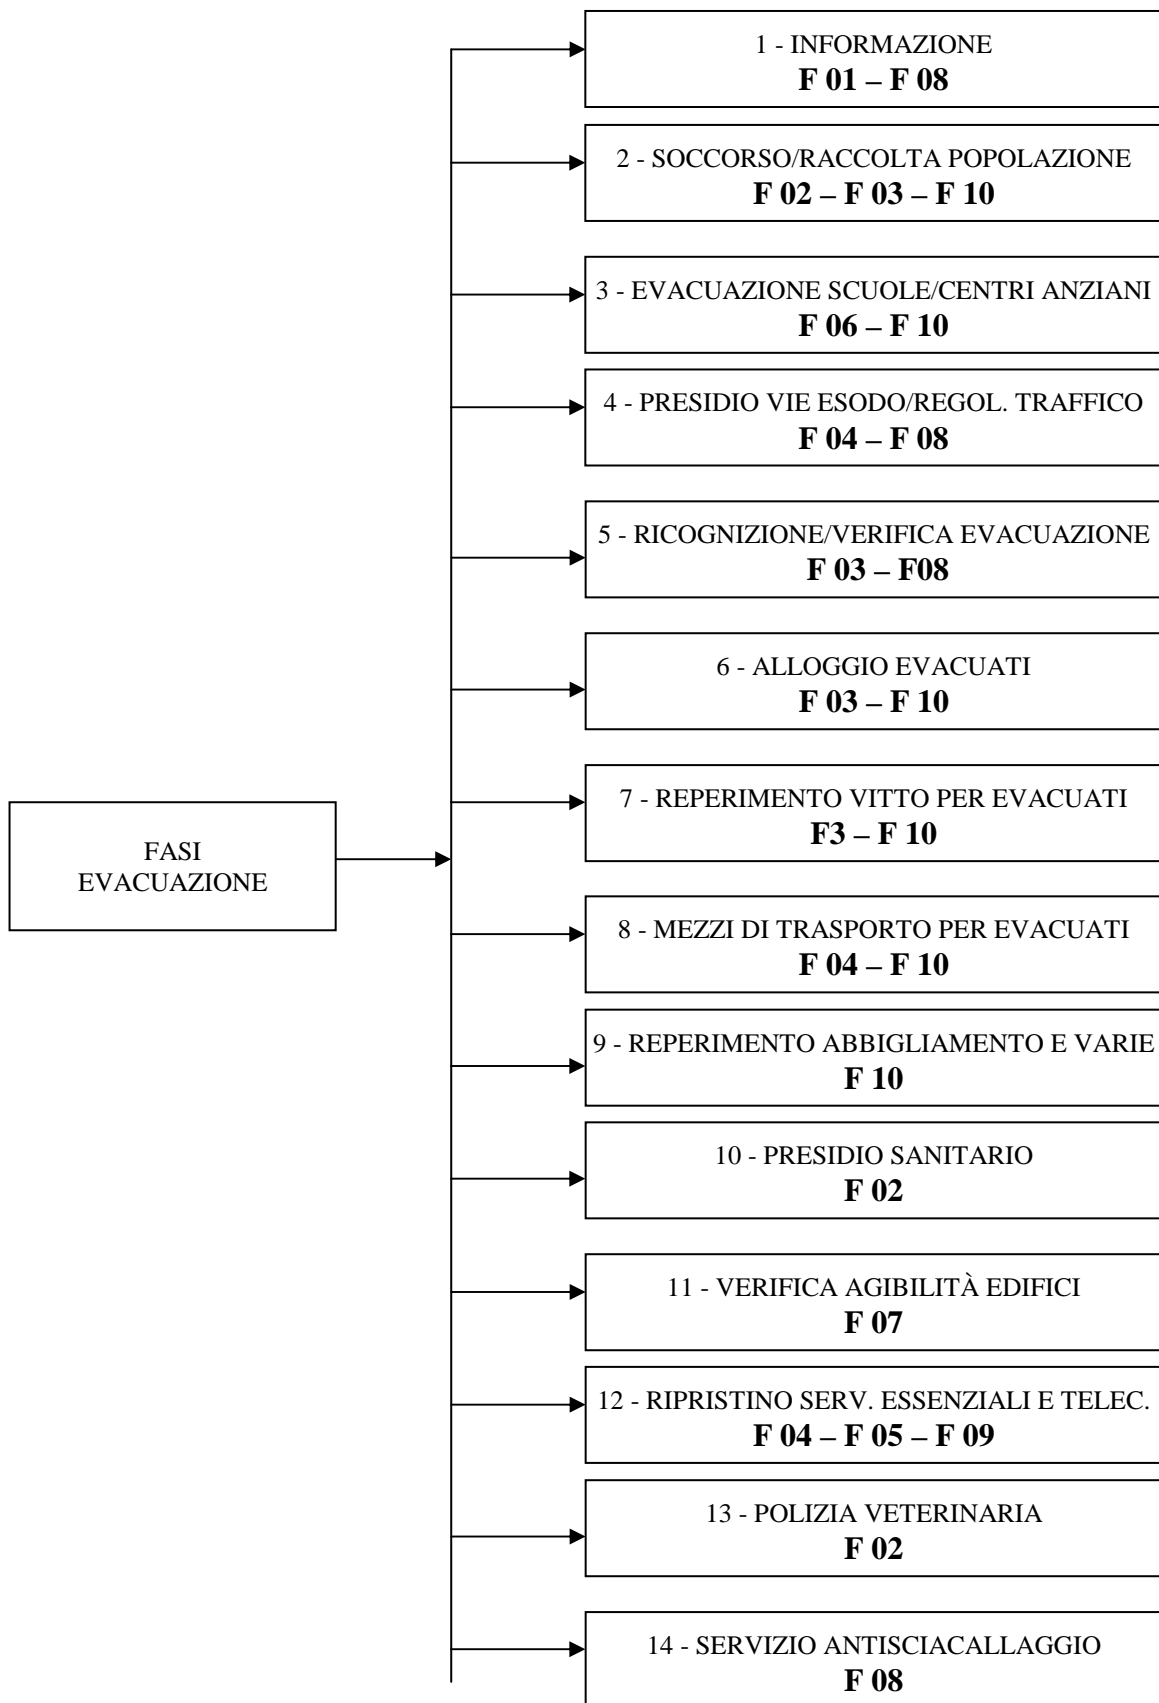 1 - INFORMAZIONE
F 01 – F 08
2 - SOCCORSO/RACCOLTA POPOLAZIONE
F 02 – F 03 – F 10
3 - EVACUAZIONE SCUOLE/CENTRI ANZIANI
F 06 – F 10
4 - PRESIDIO VIE ESODO/REGOL. TRAFFICO
F 04 – F 08
5 - RICOGNIZIONE/VERIFICA EVACUAZIONE
F 03 – F08
6 - ALLOGGIO EVACUATI
F 03 – F 10
7 - REPERIMENTO VITTO PER EVACUATI
F3 – F 10
FASI
EVACUAZIONE
8 - MEZZI DI TRASPORTO PER EVACUATI
F 04 – F 10
9 - REPERIMENTO ABBIGLIAMENTO E VARIE
F 10
10 - PRESIDIO SANITARIO
F 02
11 - VERIFICA AGIBILITÀ EDIFICI
F 07
12 - RIPRISTINO SERV. ESSENZIALI E TELEC.
F 04 – F 05 – F 09
13 - POLIZIA VETERINARIA
F 02
14 - SERVIZIO ANTISCIACALLAGGIO
F 08